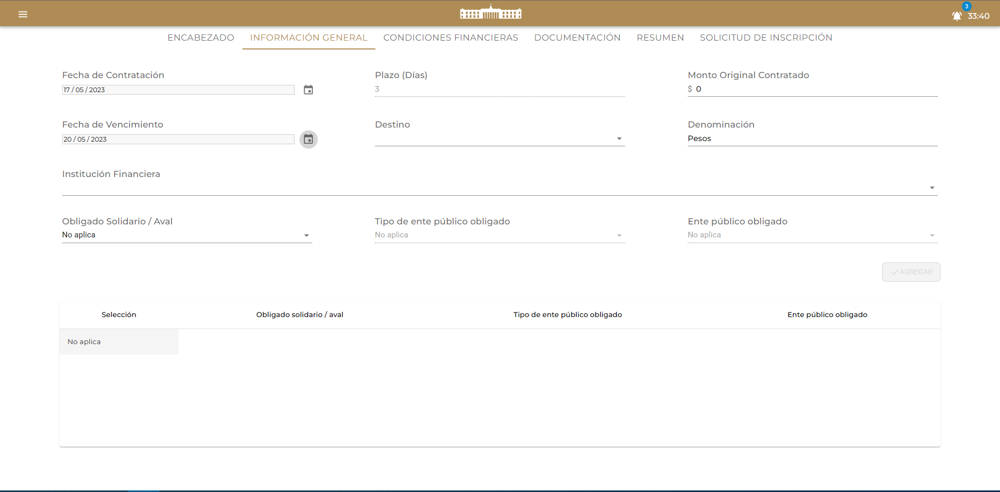 3
33:40
ENCABEZADO INFORMACIÓN GENERAL CONDICIONES FINANCIERAS DOCUMENTACIÓN RESUMEN SOLICITUD DE INSCRIPCIÓN
Fecha de Contratación Plazo (Días) Monto Original Contratado
17 / 05 / 2023 3 $ 0
Fecha de Vencimiento Destino Denominación
20 / 05 / 2023 Pesos
Institución Financiera
Obligado Solidario / Aval Tipo de ente público obligado Ente público obligado
No aplica No aplica No aplica
AGREGAR
Selección Obligado solidario / aval Tipo de ente público obligado Ente público obligado
No aplica